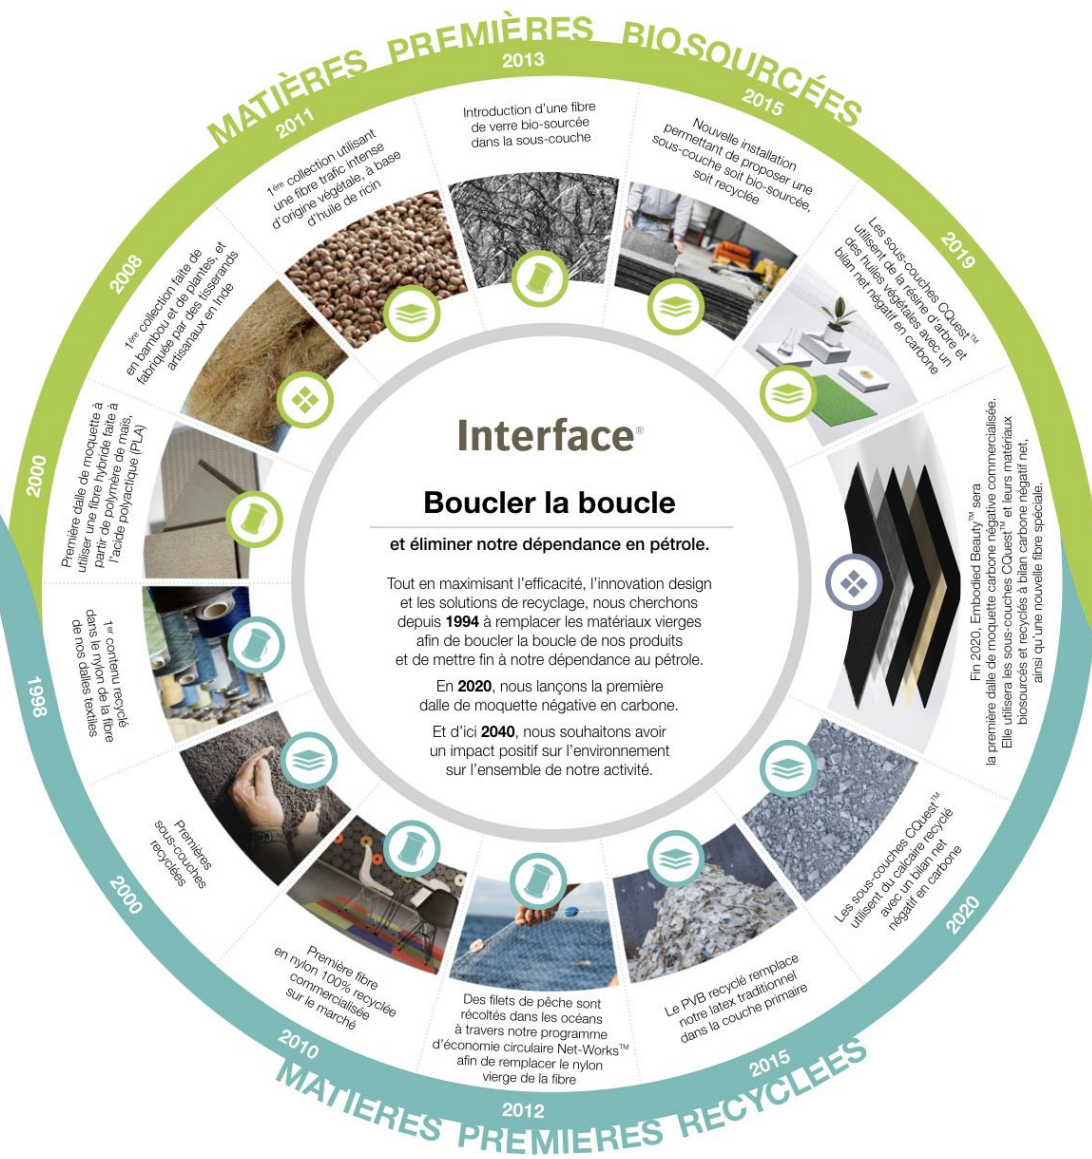 MATIÈRES PREMIÈRES BIOSOURCÉES
2000
Première dalle de moquette à
utiliser une fibre hybride faite à
partir de polymère de maïs,
l'acide polyactique (PLA)
2008
1ère collection faite de
en bambou et de plantes, et
fabriquée par des tisserands
artisanaux en Inde
2011
1ère collection utilisant
une fibre trafic intense
d'origine végétale, à base
d'huile de ricin
2013
Introduction d'une fibre
de verre bio-sourcée
dans la sous-couche
2015
Nouvelle installation
permettant de proposer une
sous-couche soit bio-sourcée,
soit recyclée
2019
Les sous-couches CQuest™
utilisent de la résine d'arbre et
des huiles végétales avec un
bilan net négatif en carbone
Fin 2020, Embodied Beauty™ sera
la première dalle de moquette carbone négative commercialisée.
Elle utilisera les sous-couches CQuest™ et leurs matériaux
biosourcés et recyclés à bilan carbone négatif net,
ainsi qu'une nouvelle fibre spéciale.
Interface®
Boucler la boucle
et éliminer notre dépendance en pétrole.
Tout en maximisant l'efficacité, l'innovation design
et les solutions de recyclage, nous cherchons
depuis 1994 à remplacer les matériaux vierges
afin de boucler la boucle de nos produits
et de mettre fin à notre dépendance au pétrole.
En 2020, nous lançons la première
dalle de moquette négative en carbone.
Et d'ici 2040, nous souhaitons avoir
un impact positif sur l'environnement
sur l'ensemble de notre activité.
1998
1er contenu recyclé
dans le nylon de la fibre
de nos dalles textiles
2000
Premières
sous-couches
recyclées
2010
Première fibre
en nylon 100% recyclée
commercialisée
sur le marché
2012
Des filets de pêche sont
récoltés dans les océans
à travers notre programme
d'économie circulaire Net-Works™
afin de remplacer le nylon
vierge de la fibre
2015
Le PVB recyclé remplace
notre latex traditionnel
dans la couche primaire
2020
Les sous-couches CQuest™
utilisent du calcaire recyclé
avec un bilan net
négatif en carbone
MATIERES PREMIERES RECYCLEES